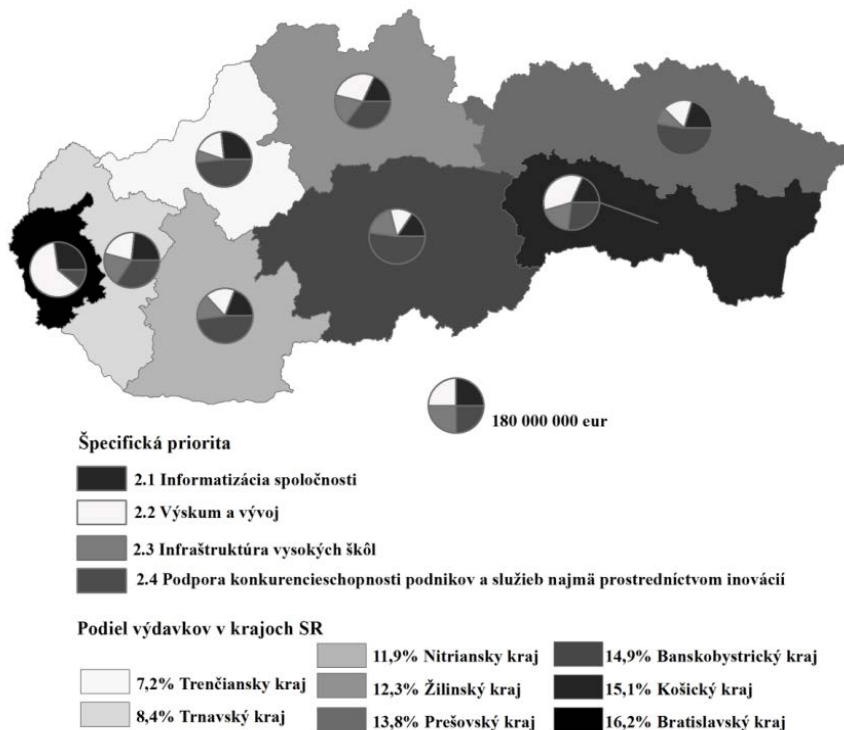 180 000 000 eur
Špecifická priorita
2.1 Informatizácia spoločnosti
2.2 Výskum a vývoj
2.3 Infraštruktúra vysokých škôl
2.4 Podpora konkurencieschopnosti podnikov a služieb najmä prostredníctvom inovácií
Podiel výdavkov v krajoch SR
7,2% Trenčiansky kraj
8,4% Trnavský kraj
11,9% Nitriansky kraj
12,3% Žilinský kraj
13,8% Prešovský kraj
14,9% Banskobystrický kraj
15,1% Košický kraj
16,2% Bratislavský kraj